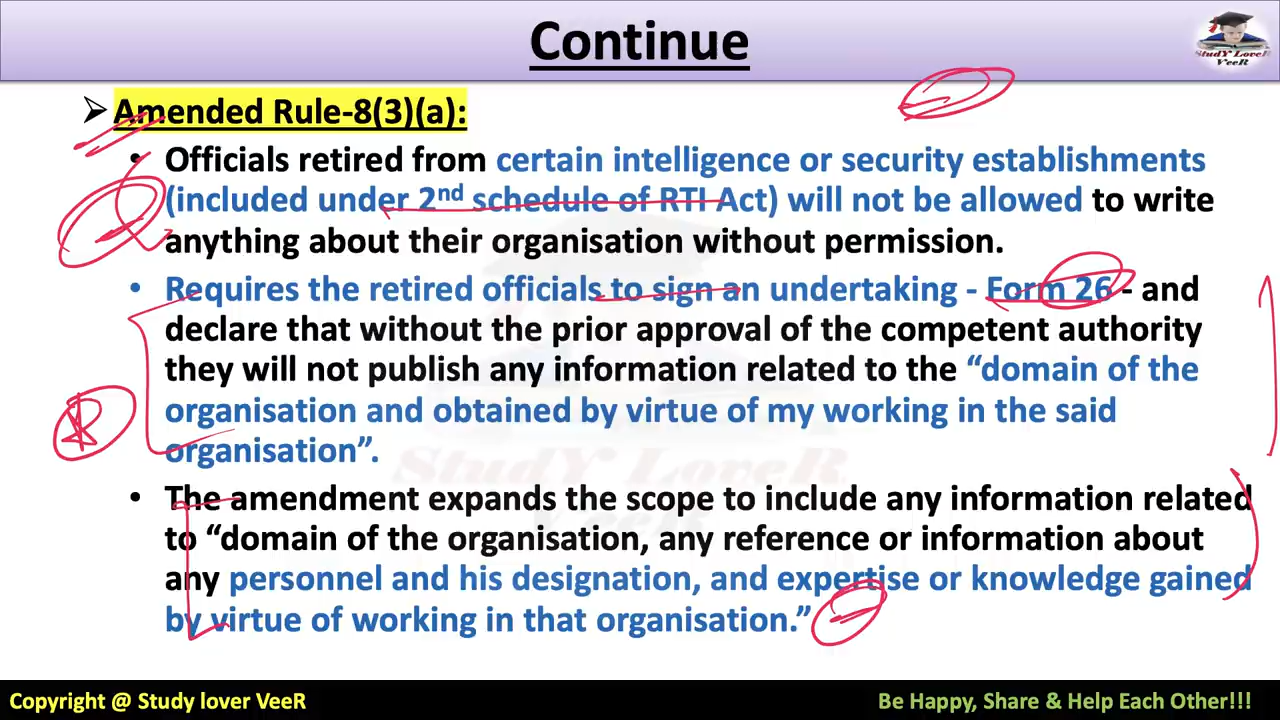 Continue
StudY LoveR
VeeR
➢ Amended Rule-8(3)(a):
• Officials retired from certain intelligence or security establishments
(included under 2nd schedule of RTI Act) will not be allowed to write
anything about their organisation without permission.
• Requires the retired officials to sign an undertaking - Form 26 - and
declare that without the prior approval of the competent authority
they will not publish any information related to the “domain of the
organisation and obtained by virtue of my working in the said
organisation”.
StudY LoveR
VeeR
• The amendment expands the scope to include any information related
to “domain of the organisation, any reference or information about
any personnel and his designation, and expertise or knowledge gained
by virtue of working in that organisation.”
Copyright @ Study lover VeeR
Be Happy, Share & Help Each Other!!!